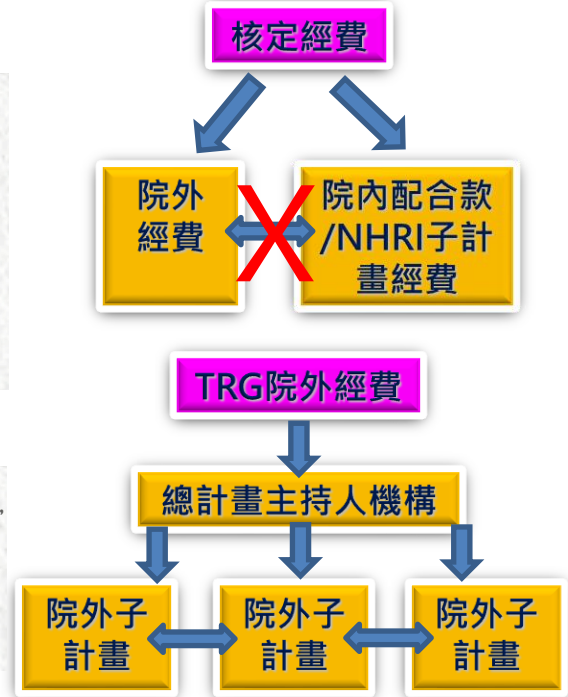 核定經費
院外
經費
X
院內配合款
/NHRI子計
畫經費
TRG院外經費
總計畫主持人機構
,
院外子
計畫
院外子
計畫
院外子
計畫